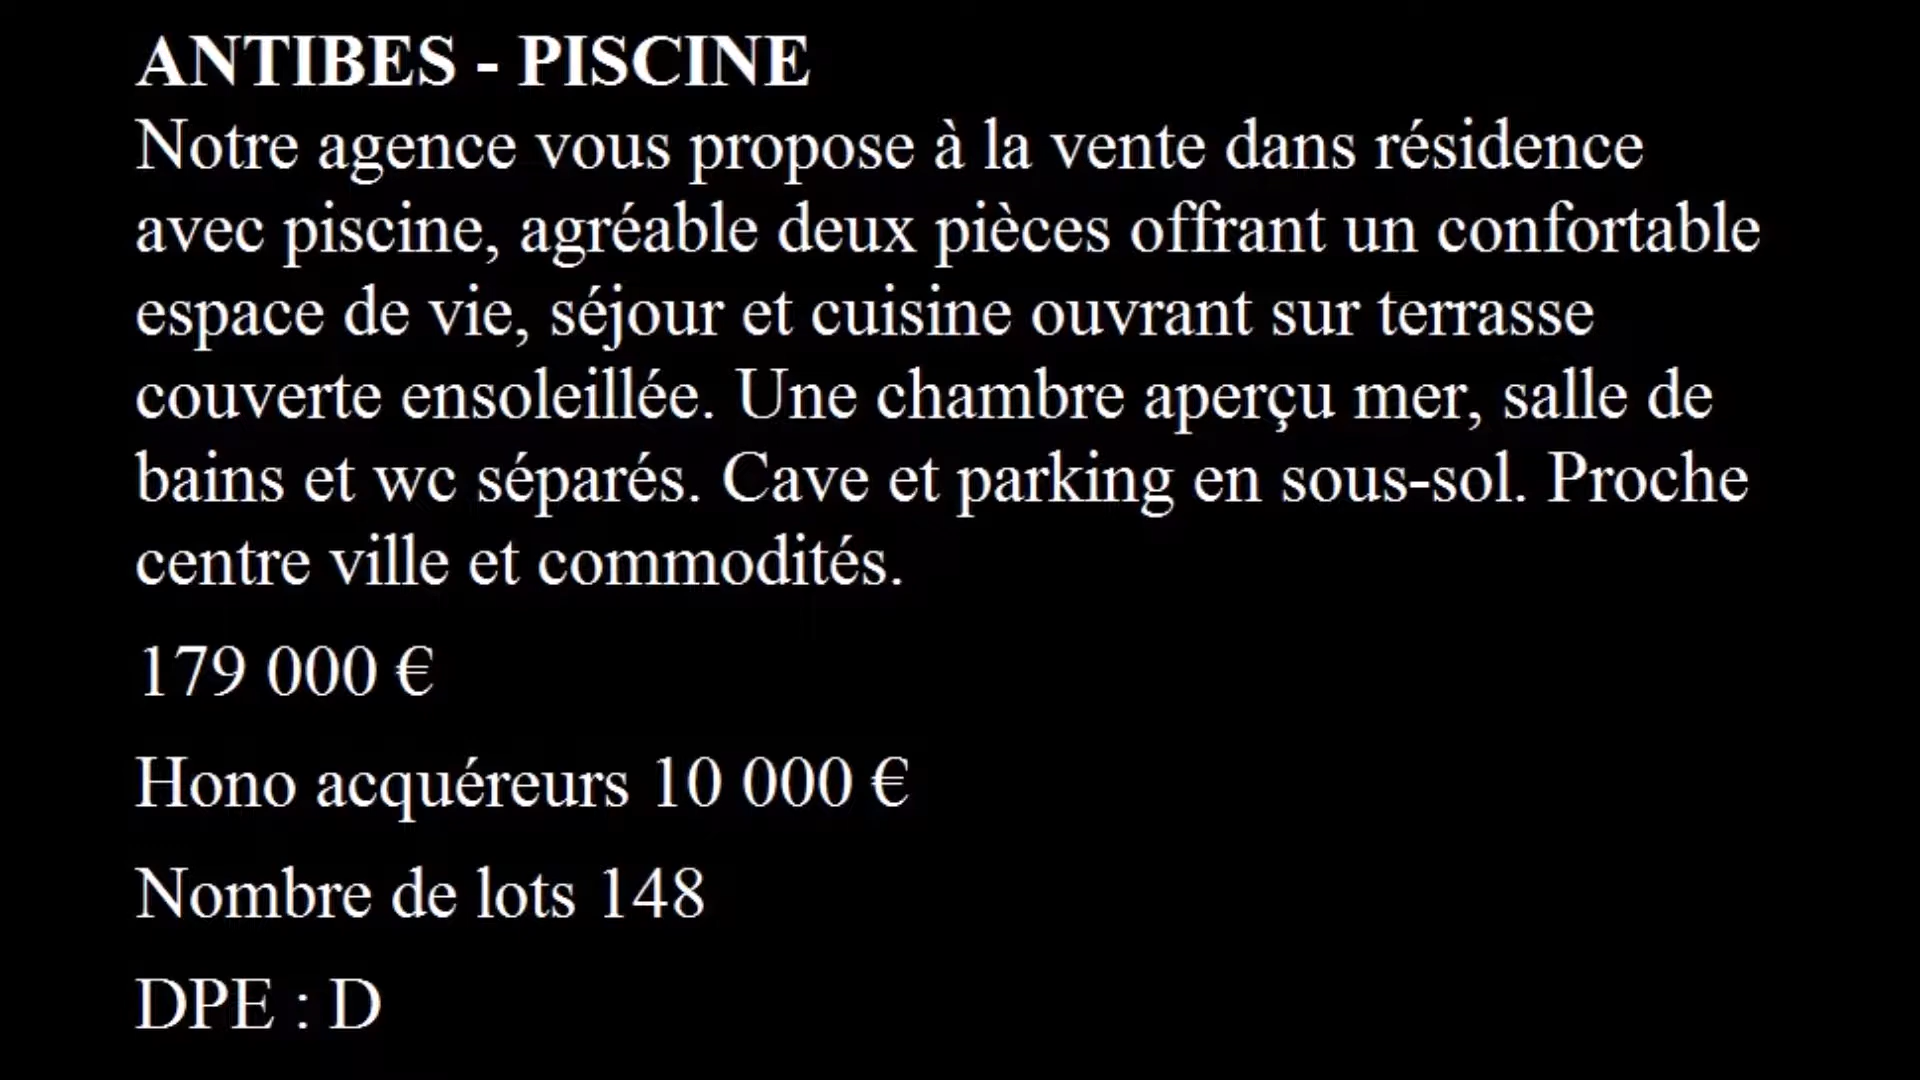 ANTIBES - PISCINE
Notre agence vous propose à la vente dans résidence
avec piscine, agréable deux pièces offrant un confortable
espace de vie, séjour et cuisine ouvrant sur terrasse
couverte ensoleillée. Une chambre aperçu mer, salle de
bains et wc séparés. Cave et parking en sous-sol. Proche
centre ville et commodités.
179 000 €
Hono acquéreurs 10 000 €
Nombre de lots 148
DPE : D